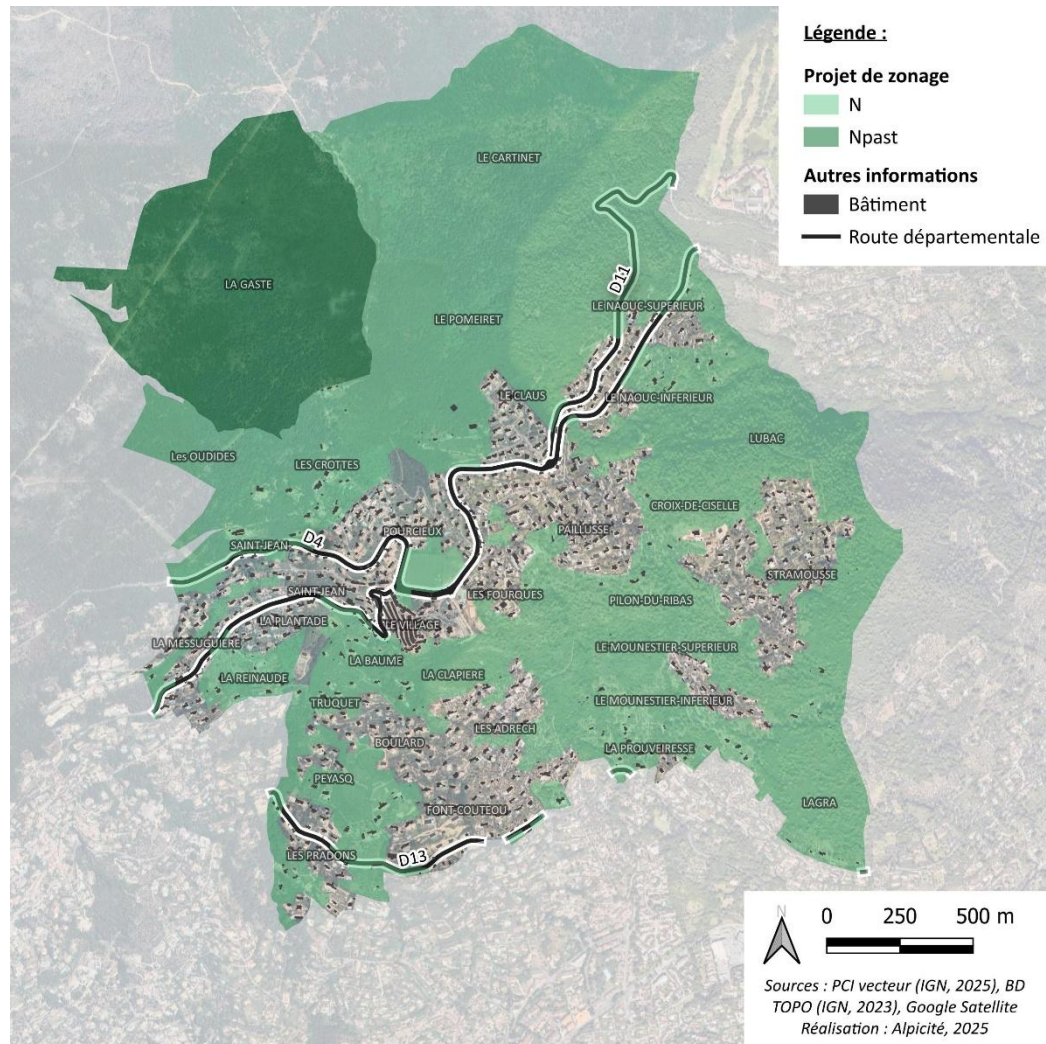 Légende :
Projet de zonage
N
Npast
Autres informations
Bâtiment
Route départementale
LE CARTINET
D11
LA GASTE
LE NAOUC-SUPERIEUR
LE POMEIRET
LE CLAUS
LE NAOUC-INFERIEUR
LUBAC
Les OUDIDES
LES CROTTES
CROIX-DE-CISELLE
POURCIEUX
PAILLUSSE
D4
SAINT-JEAN
STRAMOUSSE
SAINT-JEAN
LES FOURQUES
PILON-DU-RIBAS
LA PLANTADE
LE VILLAGE
LA MESSUGUIERE
LE MOUNESTIER-SUPERIEUR
LA BAUME
LA REINAUDE
LA CLAPIERE
TRUQUET
LE MOUNESTIER-INFERIEUR
LES ADRECH
BOULARD
LA PROUVEIRESSE
PEYASQ
LAGRA
FONT-COUTEOU
LES PRADONS
D13
N
0 250 500 m
Sources : PCI vecteur (IGN, 2025), BD
TOPO (IGN, 2023), Google Satellite
Réalisation : Alpicité, 2025